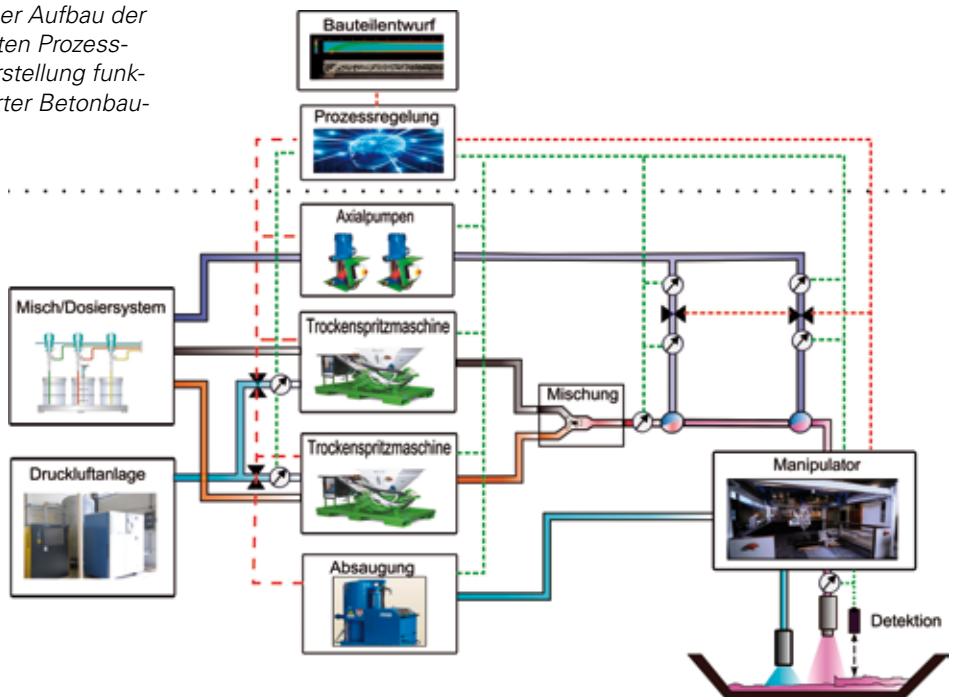 er Aufbau der
ten Prozess-
rstellung funk-
rter Betonbau-
Bauteilentwurf
Prozessregelung
Axialpumpen
Misch/Dosiersystem
Trockenspritzmaschine
Mischung
Trockenspritzmaschine
Druckluftanlage
Manipulator
Absaugung
Detektion